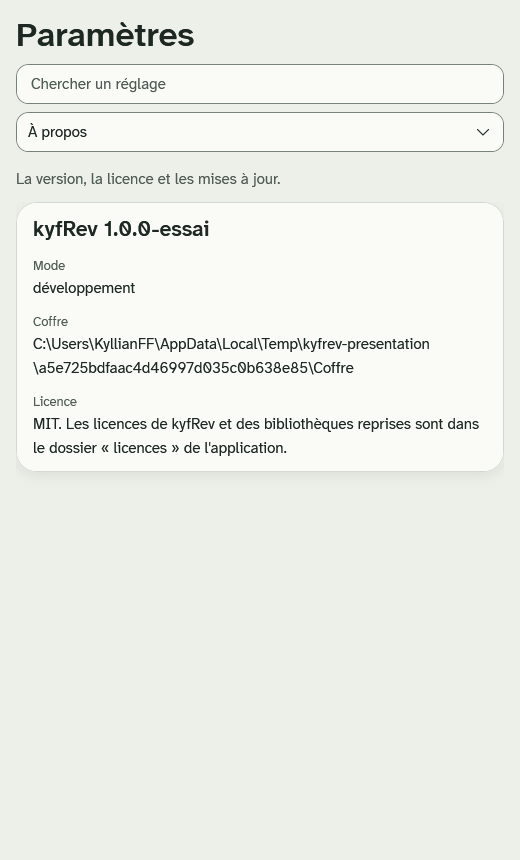 Paramètres
Chercher un réglage
À propos
La version, la licence et les mises à jour.
kyfRev 1.0.0-essai
Mode
développement
Coffre
C:\Users\KyllianFF\AppData\Local\Temp\kyfrev-presentation
\a5e725bdfaac4d46997d035c0b638e85\Coffre
Licence
MIT. Les licences de kyfRev et des bibliothèques reprises sont dans
le dossier « licences » de l'application.